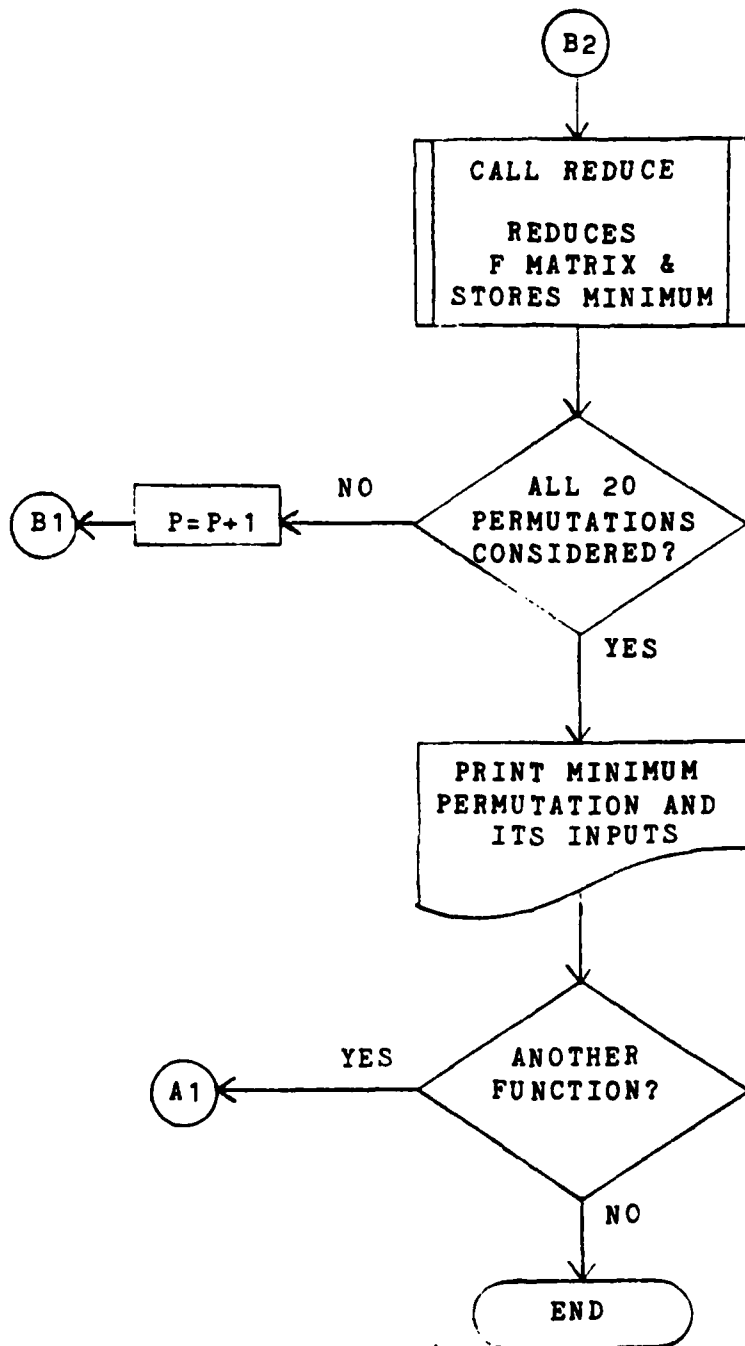 B2
CALL REDUCE
REDUCES
F MATRIX &
STORES MINIMUM
ALL 20
PERMUTATIONS
CONSIDERED?
NO
P=P+1
B1
YES
PRINT MINIMUM
PERMUTATION AND
ITS INPUTS
ANOTHER
FUNCTION?
YES
A1
NO
END